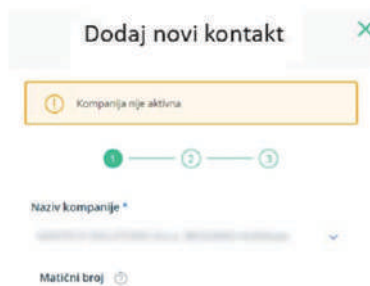 Dodaj novi kontakt
Kompanija nije aktivna
1 2 3
Naziv kompanije *
Matični broj